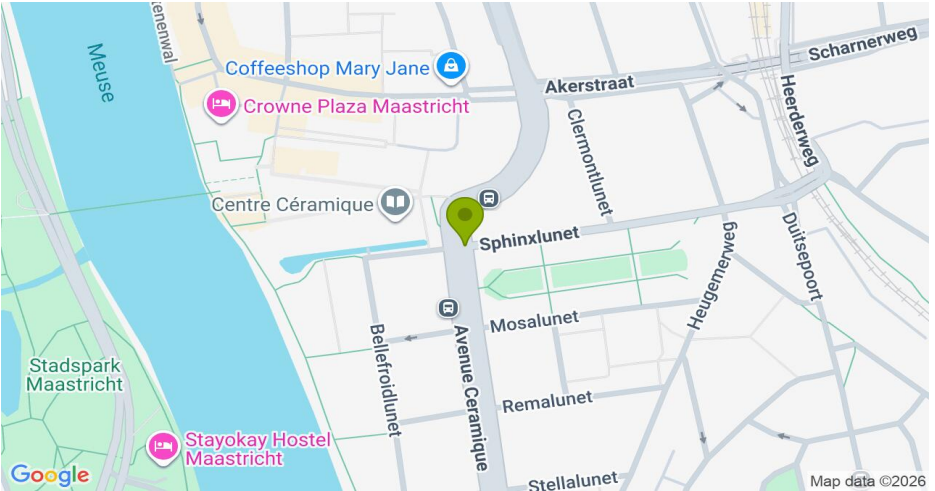 tenenwal
Scharnerweg
Meuse
Coffeeshop Mary Jane
Akerstraat
Crowne Plaza Maastricht
Heerderweg
Clermontlunet
Centre Céramique
Sphinxlunet
Duitsepoort
Heugemerweg
Mosalunet
Bellefroidlunet
Avenue Ceramique
Stadspark
Maastricht
Remalunet
Stayokay Hostel
Maastricht
Stellalunet
Google
Map data ©2026